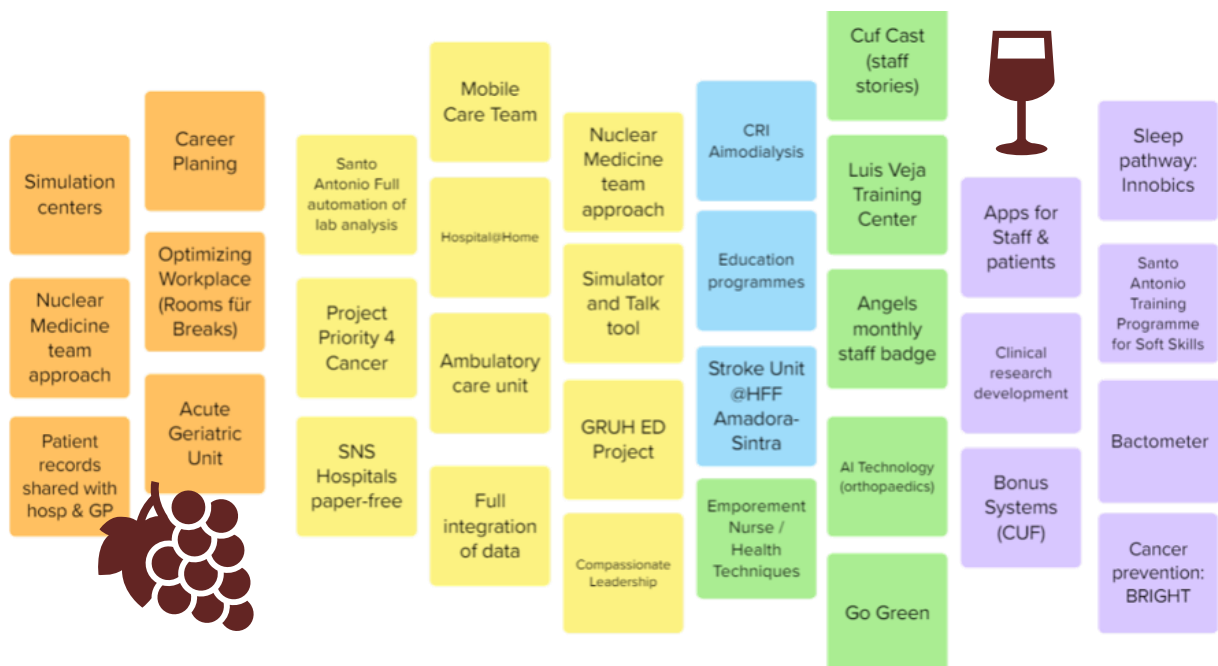 Simulation
centers
Nuclear
Medicine
team
approach
Patient
records
shared with
hosp & GP
Career
Planing
Optimizing
Workplace
(Rooms für
Breaks)
Acute
Geriatric
Unit
Santo
Antonio Full
automation of
lab analysis
Project
Priority 4
Cancer
SNS
Hospitals
paper-free
Mobile
Care Team
Hospital@Home
Ambulatory
care unit
Full
integration
of data
Nuclear
Medicine
team
approach
Simulator
and Talk
tool
GRUH ED
Project
Compassionate
Leadership
CRI
Aimodialysis
Education
programmes
Stroke Unit
@HFF
Amadora-
Sintra
Emporement
Nurse /
Health
Techniques
Cuf Cast
(staff
stories)
Luis Veja
Training
Center
Angels
monthly
staff badge
AI Technology
(orthopaedics)
Go Green
Apps for
Staff &
patients
Clinical
research
development
Bonus
Systems
(CUF)
Sleep
pathway:
Innobics
Santo
Antonio
Training
Programme
for Soft Skills
Bactometer
Cancer
prevention:
BRIGHT